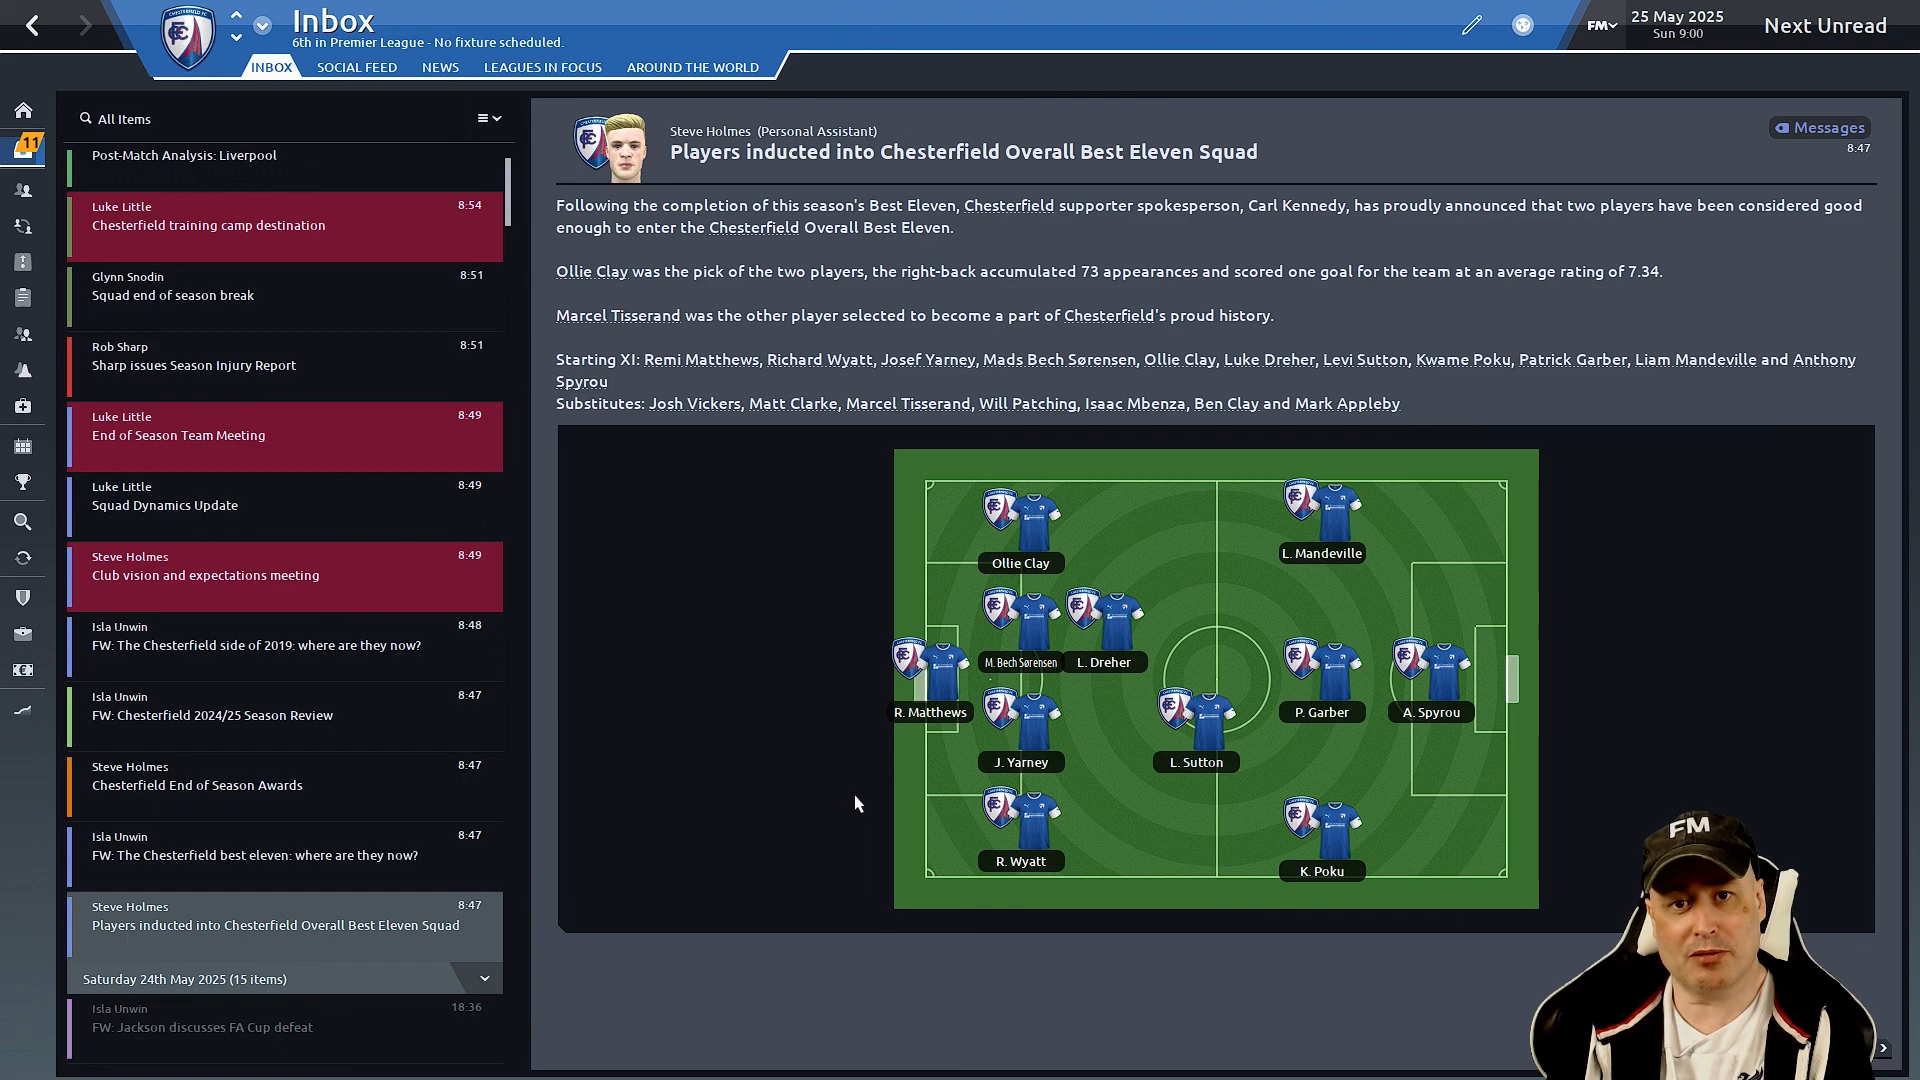 Inbox
6th in Premier League - No fixture scheduled.
INBOX
SOCIAL FEED
NEWS
LEAGUES IN FOCUS
AROUND THE WORLD
FM
25 May 2025
Sun 9:00
Next Unread
11
All Items
Post-Match Analysis: Liverpool
Luke Little 8:54
Chesterfield training camp destination
Glynn Snodin 8:51
Squad end of season break
Rob Sharp 8:51
Sharp issues Season Injury Report
Luke Little 8:49
End of Season Team Meeting
Luke Little 8:49
Squad Dynamics Update
Steve Holmes 8:49
Club vision and expectations meeting
Isla Unwin 8:48
FW: The Chesterfield side of 2019: where are they now?
Isla Unwin 8:47
FW: Chesterfield 2024/25 Season Review
Steve Holmes 8:47
Chesterfield End of Season Awards
Isla Unwin 8:47
FW: The Chesterfield best eleven: where are they now?
Steve Holmes 8:47
Players inducted into Chesterfield Overall Best Eleven Squad
Saturday 24th May 2025 (15 items)
Isla Unwin 18:36
FW: Jackson discusses FA Cup defeat
Steve Holmes (Personal Assistant)
Players inducted into Chesterfield Overall Best Eleven Squad
Messages
8:47
Following the completion of this season's Best Eleven, Chesterfield supporter spokesperson, Carl Kennedy, has proudly announced that two players have been considered good
enough to enter the Chesterfield Overall Best Eleven.
Ollie Clay was the pick of the two players, the right-back accumulated 73 appearances and scored one goal for the team at an average rating of 7.34.
Marcel Tisserand was the other player selected to become a part of Chesterfield's proud history.
Starting XI: Remi Matthews, Richard Wyatt, Josef Yarney, Mads Bech Sørensen, Ollie Clay, Luke Dreher, Levi Sutton, Kwame Poku, Patrick Garber, Liam Mandeville and Anthony
Spyrou
Substitutes: Josh Vickers, Matt Clarke, Marcel Tisserand, Will Patching, Isaac Mbenza, Ben Clay and Mark Appleby
Ollie Clay
L. Mandeville
M. Bech Sørensen
L. Dreher
R. Matthews
P. Garber
A. Spyrou
J. Yarney
L. Sutton
R. Wyatt
K. Poku
FM